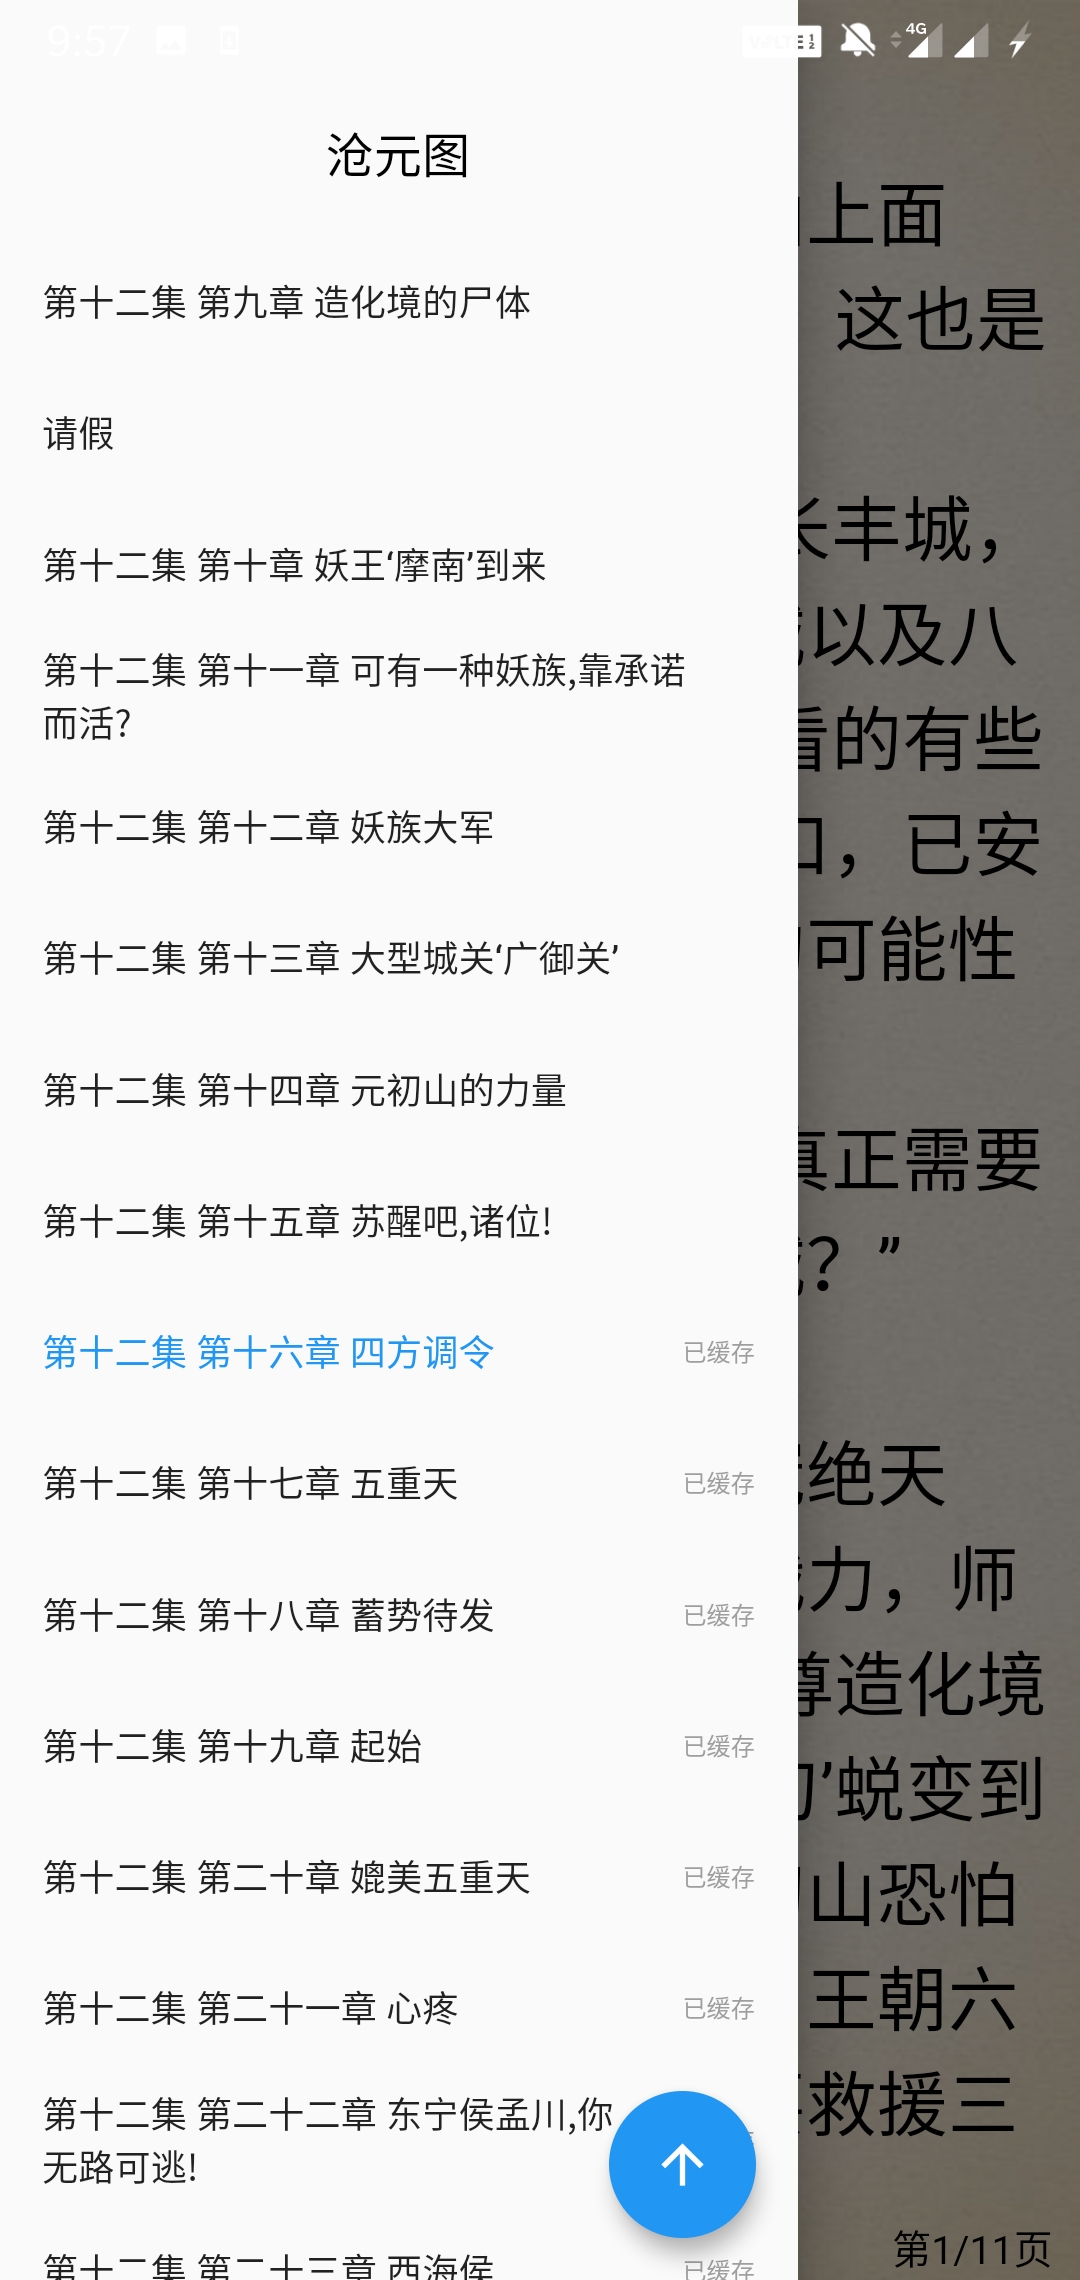 9:57
VoLTE 1 2
4G
沧元图
第十二集 第九章 造化境的尸体
请假
第十二集 第十章 妖王‘摩南’到来
第十二集 第十一章 可有一种妖族,靠承诺
而活?
第十二集 第十二章 妖族大军
第十二集 第十三章 大型城关‘广御关’
第十二集 第十四章 元初山的力量
第十二集 第十五章 苏醒吧,诸位!
第十二集 第十六章 四方调令 已缓存
第十二集 第十七章 五重天 已缓存
第十二集 第十八章 蓄势待发 已缓存
第十二集 第十九章 起始 已缓存
第十二集 第二十章 媲美五重天 已缓存
第十二集 第二十一章 心疼 已缓存
第十二集 第二十二章 东宁侯孟川,你
无路可逃!
第十二集 第二十三章 西海侯 已缓存
上面
这也是
长丰城，
以及八
看的有些
口，已安
可能性
真正需要
？”
绝天
力，师
尊造化境
’蜕变到
山恐怕
王朝六
救援三
第1/11页